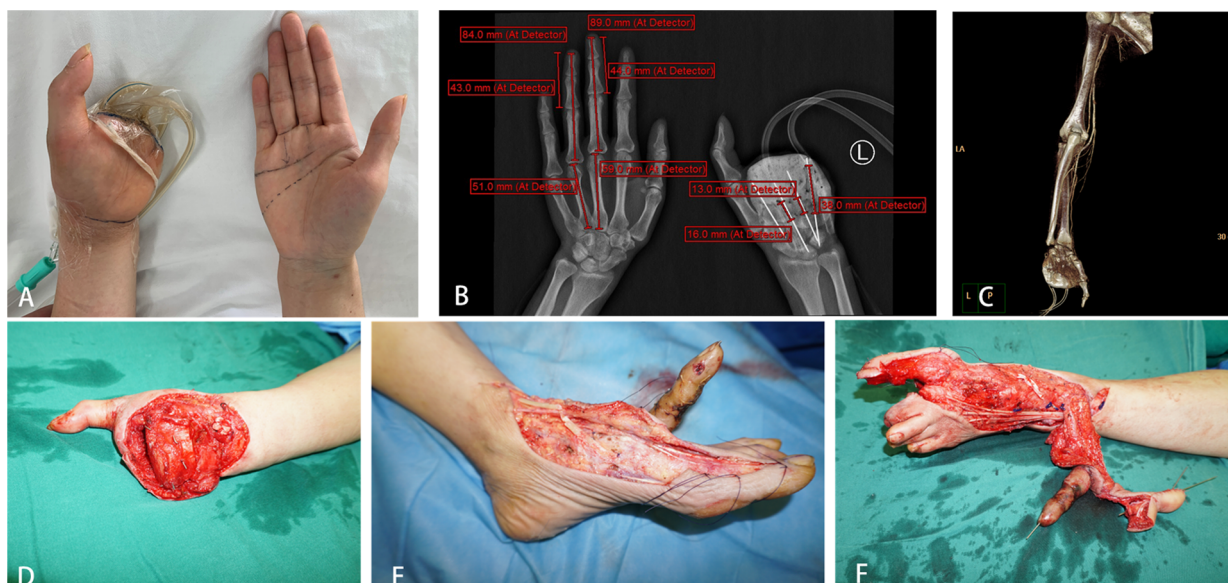 A
89.0 mm (At Detector)
84.0 mm (At Detector)
mm (At Detector)
43.0 mm (At Detector)
L
mm (At Detector)
51.0 mm (At Detector)
13.0 mm (At Detector)
mm (At Detector)
16.0 mm (At Detector)
B
LA
30
L P
C
D
E
F